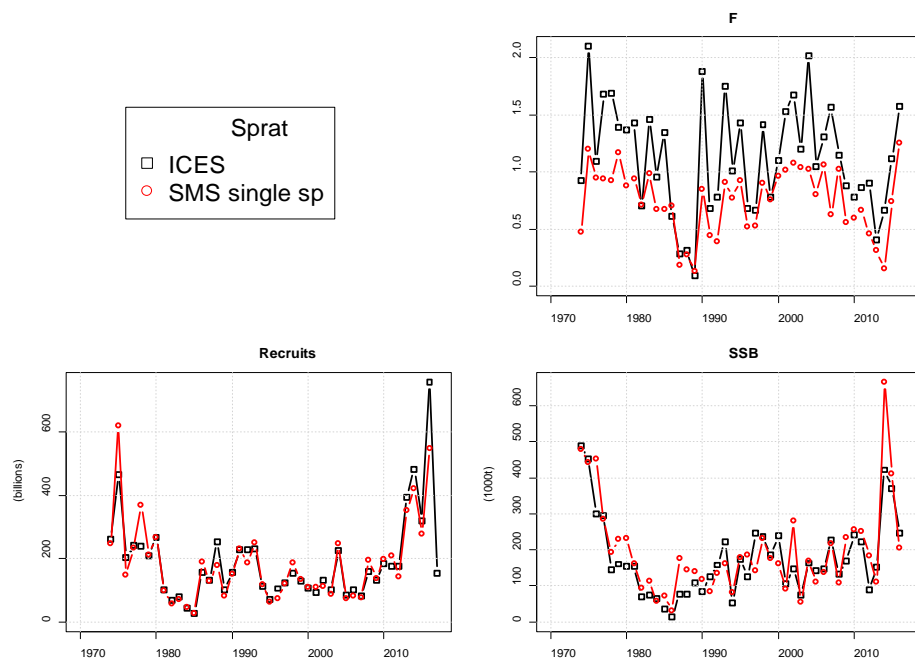 Sprat
ICES
SMS single sp
F
0.0 0.5 1.0 1.5 2.0
1970 1980 1990 2000 2010
Recruits
(billions)
0 200 400 600
1970 1980 1990 2000 2010
SSB
(1000t)
0 100 200 300 400 500 600
1970 1980 1990 2000 2010